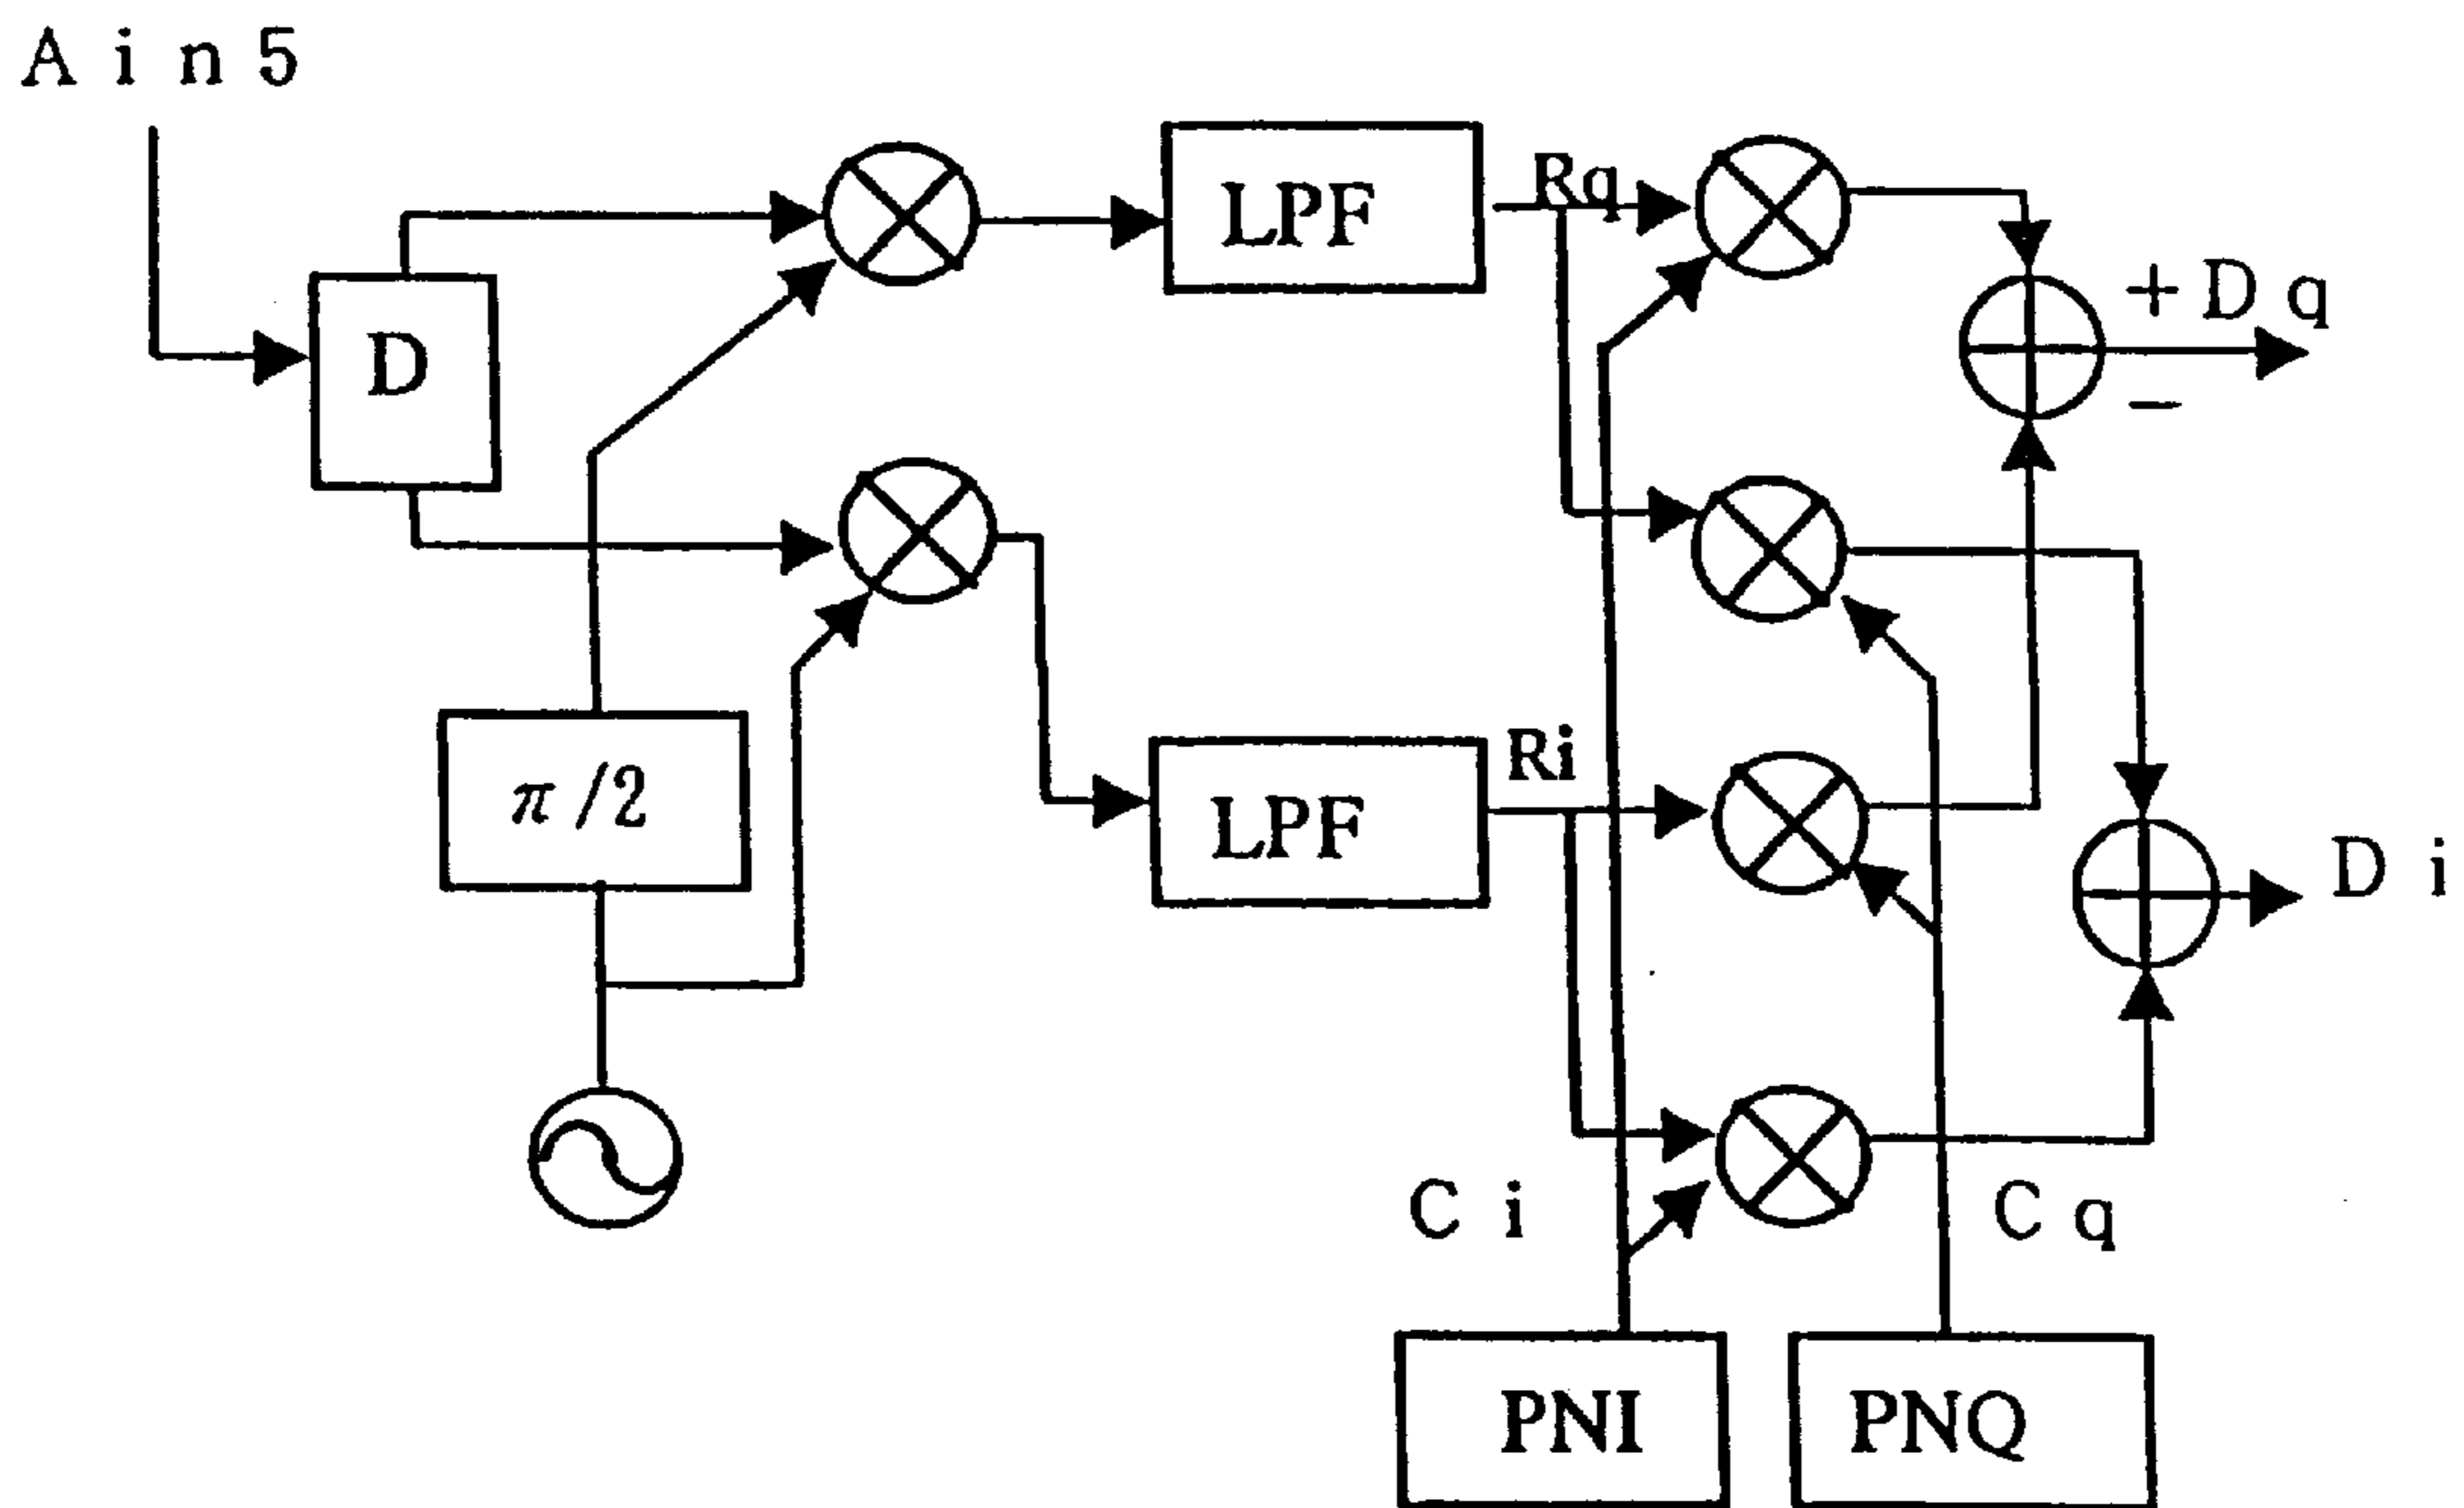 A i n 5
LPF
Rq
+ D q
D
−
π/2
Ri
LPF
D i
C i
C q
PNI
PNQ